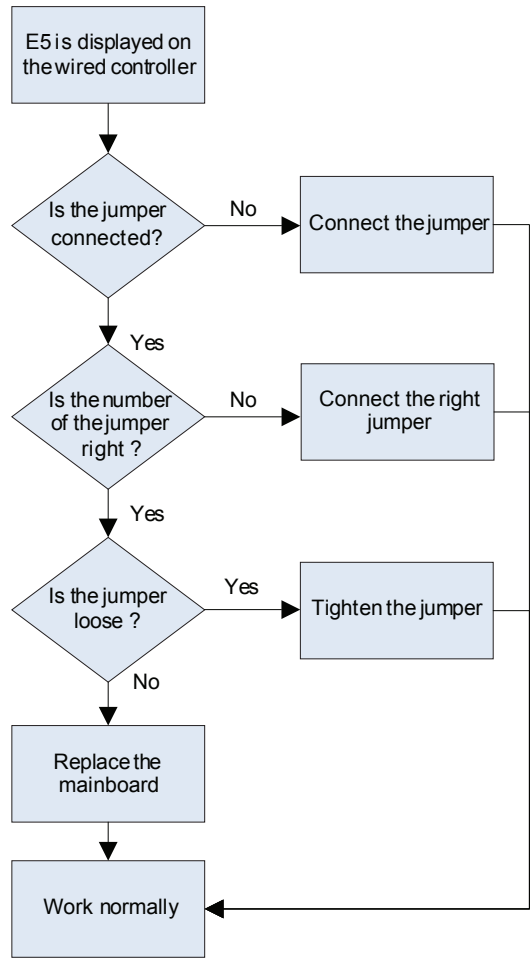 E5 is displayed on
the wired controller
Is the jumper
connected?
No
Connect the jumper
Yes
Is the number
of the jumper
right ?
No
Connect the right
jumper
Yes
Is the jumper
loose ?
Yes
Tighten the jumper
No
Replace the
mainboard
Work normally